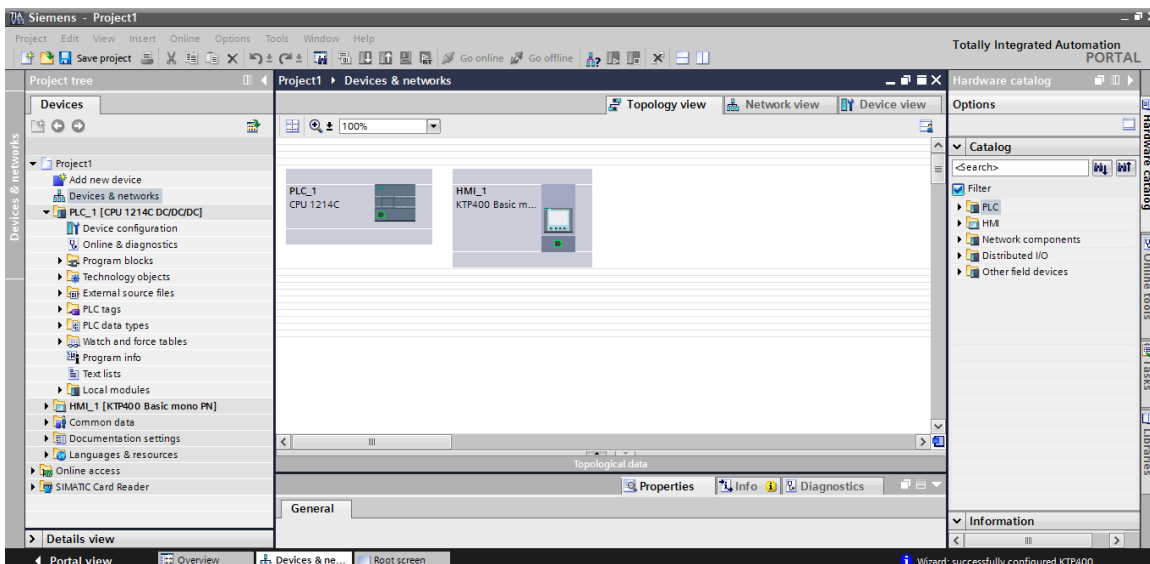 Siemens - Project1
Project Edit View Insert Online Options Tools Window Help
Save project Go online Go offline
Totally Integrated Automation
PORTAL
Project tree
Devices
Devices & networks
Project1
Add new device
Devices & networks
PLC_1 [CPU 1214C DC/DC/DC]
Device configuration
Online & diagnostics
Program blocks
Technology objects
External source files
PLC tags
PLC data types
Watch and force tables
Program info
Text lists
Local modules
HMI_1 [KTP400 Basic mono PN]
Common data
Documentation settings
Languages & resources
Online access
SIMATIC Card Reader
Details view
Project1 Devices & networks
Topology view Network view Device view
100%
PLC_1
CPU 1214C
HMI_1
KTP400 Basic m...
Topological data
Properties Info Diagnostics
General
Hardware catalog
Options
Catalog
<Search>
Filter
PLC
HMI
Network components
Distributed I/O
Other field devices
Information
Hardware catalog
Online tools
Tasks
Libraries
Portal view Overview Devices & ne... Root screen Wizard: successfully configured KTP400